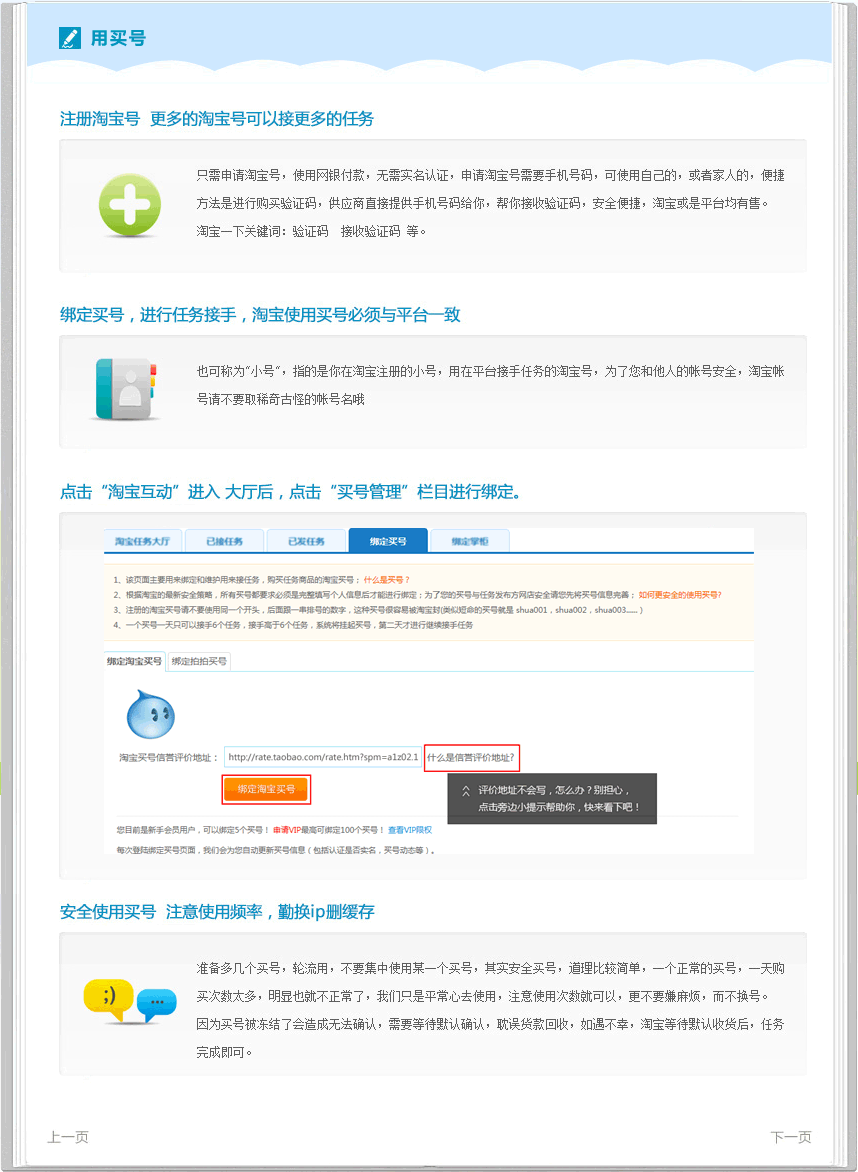 用买号
注册淘宝号 更多的淘宝号可以接更多的任务
只需申请淘宝号，使用网银付款，无需实名认证，申请淘宝号需要手机号码，可使用自己的，或者家人的，便捷
方法是进行购买验证码，供应商直接提供手机号码给你，帮你接收验证码，安全便捷，淘宝或是平台均有售。
淘宝一下关键词：验证码 接收验证码 等。
绑定买号，进行任务接手，淘宝使用买号必须与平台一致
也可称为“小号”，指的是你在淘宝注册的小号，用在平台接手任务的淘宝号，为了您和他人的帐号安全，淘宝帐
号请不要取稀奇古怪的帐号名哦
点击“淘宝互动”进入 大厅后，点击“买号管理”栏目进行绑定。
淘宝任务大厅 已接任务 已发任务 绑定买号 绑定掌柜
1、该页面主要用来绑定和维护用来接任务，购买任务商品的淘宝买号； 什么是买号？
2、根据淘宝的最新安全策略，所有买号都要求必须是完整填写个人信息后才能进行绑定；为了您的买号与任务发布方网店安全请您先将买号信息完善； 如何更安全的使用买号?
3、注册的淘宝买号请不要使用同一个开头，后面跟一串排号的数字，这种买号很容易被淘宝封(类似短命的买号就是 shua001，shua002，shua003...... )
4、一个买号一天只可以接手6个任务，接手高于6个任务，系统将挂起买号，第二天才进行继续接手任务
绑定淘宝买号 绑定拍拍买号
淘宝买号信誉评价地址： http://rate.taobao.com/rate.htm?spm=a1z02.1 什么是信誉评价地址?
绑定淘宝买号
评价地址不会写，怎么办？别担心，
点击旁边小提示帮助你，快来看下吧！
您目前是新手会员用户，可以绑定5个买号！ 申请VIP最高可绑定100个买号！ 查看VIP限权
每次登陆绑定买号页面，我们会为您自动更新买号信息（包括认证是否实名，买号动态等）。
安全使用买号 注意使用频率，勤换ip删缓存
准备多几个买号，轮流用，不要集中使用某一个买号，其实安全买号，道理比较简单，一个正常的买号，一天购
买次数太多，明显也就不正常了，我们只是平常心去使用，注意使用次数就可以，更不要嫌麻烦，而不换号。
因为买号被冻结了会造成无法确认，需要等待默认确认，耽误货款回收，如遇不幸，淘宝等待默认收货后，任务
完成即可。
上一页 下一页